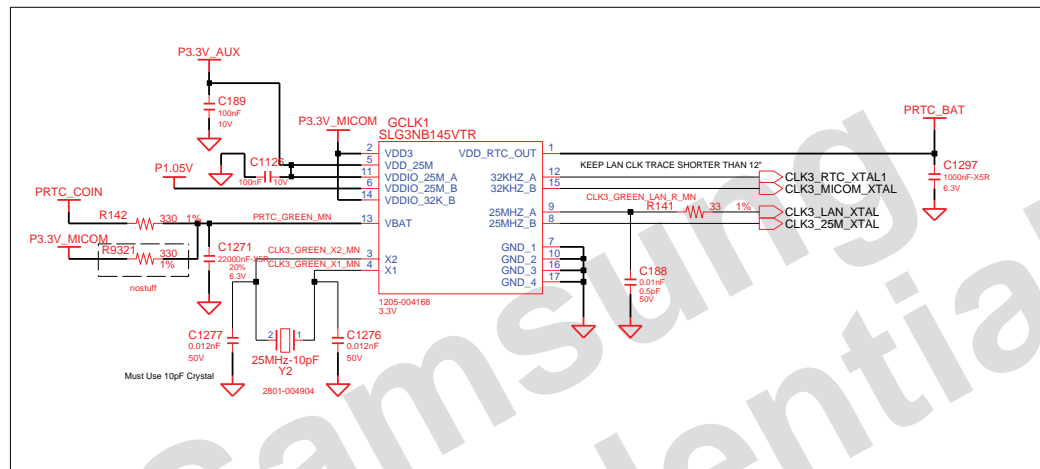 P3.3V_AUX
C189
100nF
10V
P3.3V_MICOM
GCLK1
SLG3NB145VTR
PRTC_BAT
2 VDD3
5 VDD_25M
11 VDDIO_25M_A
6 VDDIO_25M_B
14 VDDIO_32K_B
VDD_RTC_OUT 1
KEEP LAN CLK TRACE SHORTER THAN 12"
C1126
100nF 10V
P1.05V
32KHZ_A 12
32KHZ_B 15
CLK3_RTC_XTAL1
CLK3_MICOM_XTAL
C1297
1000nF-X5R
6.3V
PRTC_COIN
R142 330 1%
PRTC_GREEN_MN
13 VBAT
CLK3_GREEN_LAN_R_MN
25MHZ_A 9
25MHZ_B 8
R141 33 1%
CLK3_LAN_XTAL
CLK3_25M_XTAL
P3.3V_MICOM
R9321 330
1%
nostuff
C1271
22000nF-X5R
20%
6.3V
CLK3_GREEN_X2_MN
3 X2
CLK3_GREEN_X1_MN
4 X1
GND_1 7
GND_2 10
GND_3 16
GND_4 17
C188
0.01nF
0.5pF
50V
1205-004168
3.3V
C1277
0.012nF
50V
2 1
25MHz-10pF
Y2
2801-004904
C1276
0.012nF
50V
Must Use 10pF Crystal
Samsung